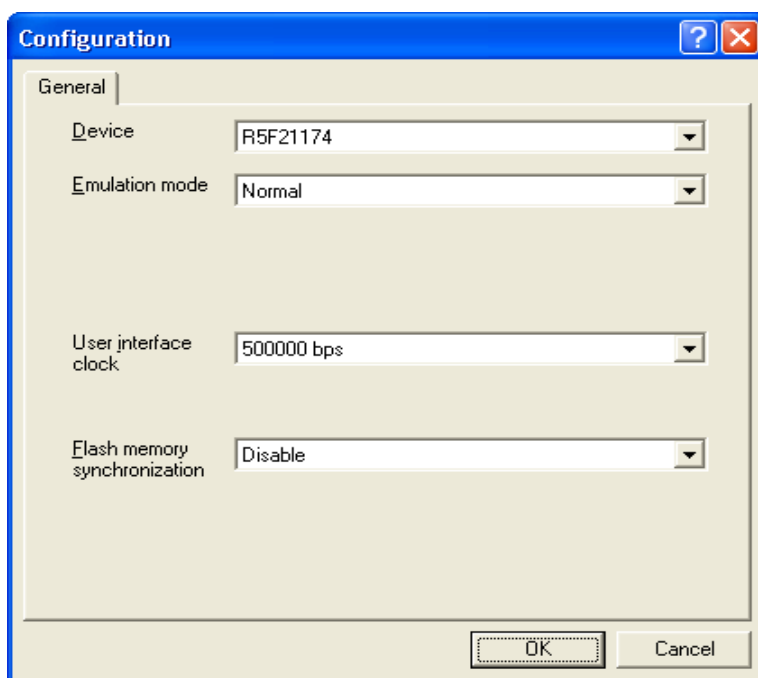 Configuration
General
Device R5F21174
Emulation mode Normal
User interface
clock
500000 bps
Flash memory
synchronization
Disable
OK Cancel